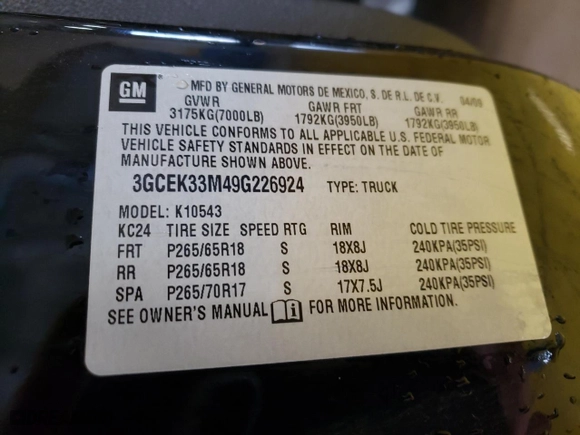 GM
MFD BY GENERAL MOTORS DE MEXICO, S. DE R.L. DE C.V. 04/09
GVWR GAWR FRT GAWR RR
3175KG(7000LB) 1792KG(3950LB) 1792KG(3950LB)
THIS VEHICLE CONFORMS TO ALL APPLICABLE U.S. FEDERAL MOTOR
VEHICLE SAFETY STANDARDS IN EFFECT ON THE DATE OF
MANUFACTURE SHOWN ABOVE.
3GCEK33M49G226924 TYPE: TRUCK
MODEL: K10543
KC24 TIRE SIZE SPEED RTG RIM COLD TIRE PRESSURE
FRT P265/65R18 S 18X8J 240KPA(35PSI)
RR P265/65R18 S 18X8J 240KPA(35PSI)
SPA P265/70R17 S 17X7.5J 240KPA(35PSI)
SEE OWNER'S MANUAL i FOR MORE INFORMATION.